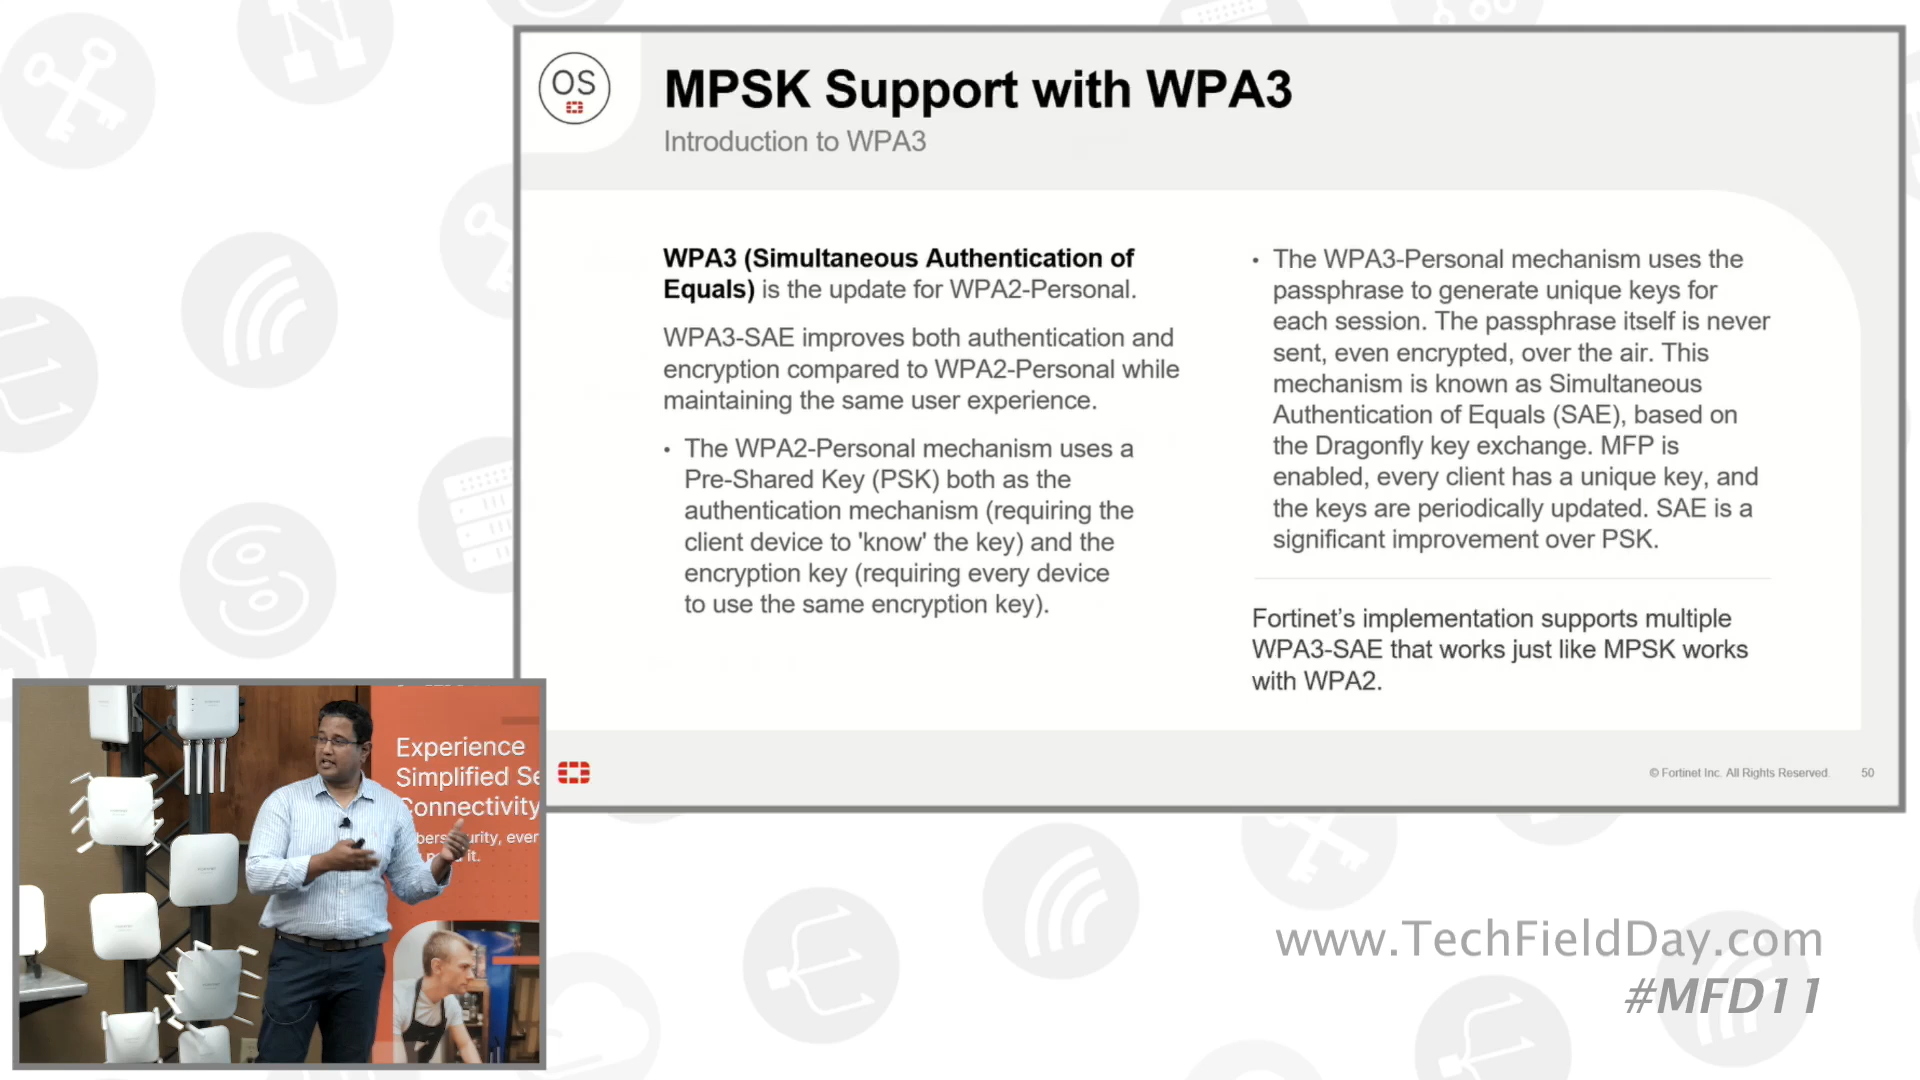 OS
MPSK Support with WPA3
Introduction to WPA3
WPA3 (Simultaneous Authentication of
Equals) is the update for WPA2-Personal.
WPA3-SAE improves both authentication and
encryption compared to WPA2-Personal while
maintaining the same user experience.
• The WPA2-Personal mechanism uses a
Pre-Shared Key (PSK) both as the
authentication mechanism (requiring the
client device to 'know' the key) and the
encryption key (requiring every device
to use the same encryption key).
• The WPA3-Personal mechanism uses the
passphrase to generate unique keys for
each session. The passphrase itself is never
sent, even encrypted, over the air. This
mechanism is known as Simultaneous
Authentication of Equals (SAE), based on
the Dragonfly key exchange. MFP is
enabled, every client has a unique key, and
the keys are periodically updated. SAE is a
significant improvement over PSK.
Fortinet’s implementation supports multiple
WPA3-SAE that works just like MPSK works
with WPA2.
© Fortinet Inc. All Rights Reserved. 50
Experience
Simplified Se
Connectivity
bersecurity, ever
it.
www.TechFieldDay.com
#MFD11